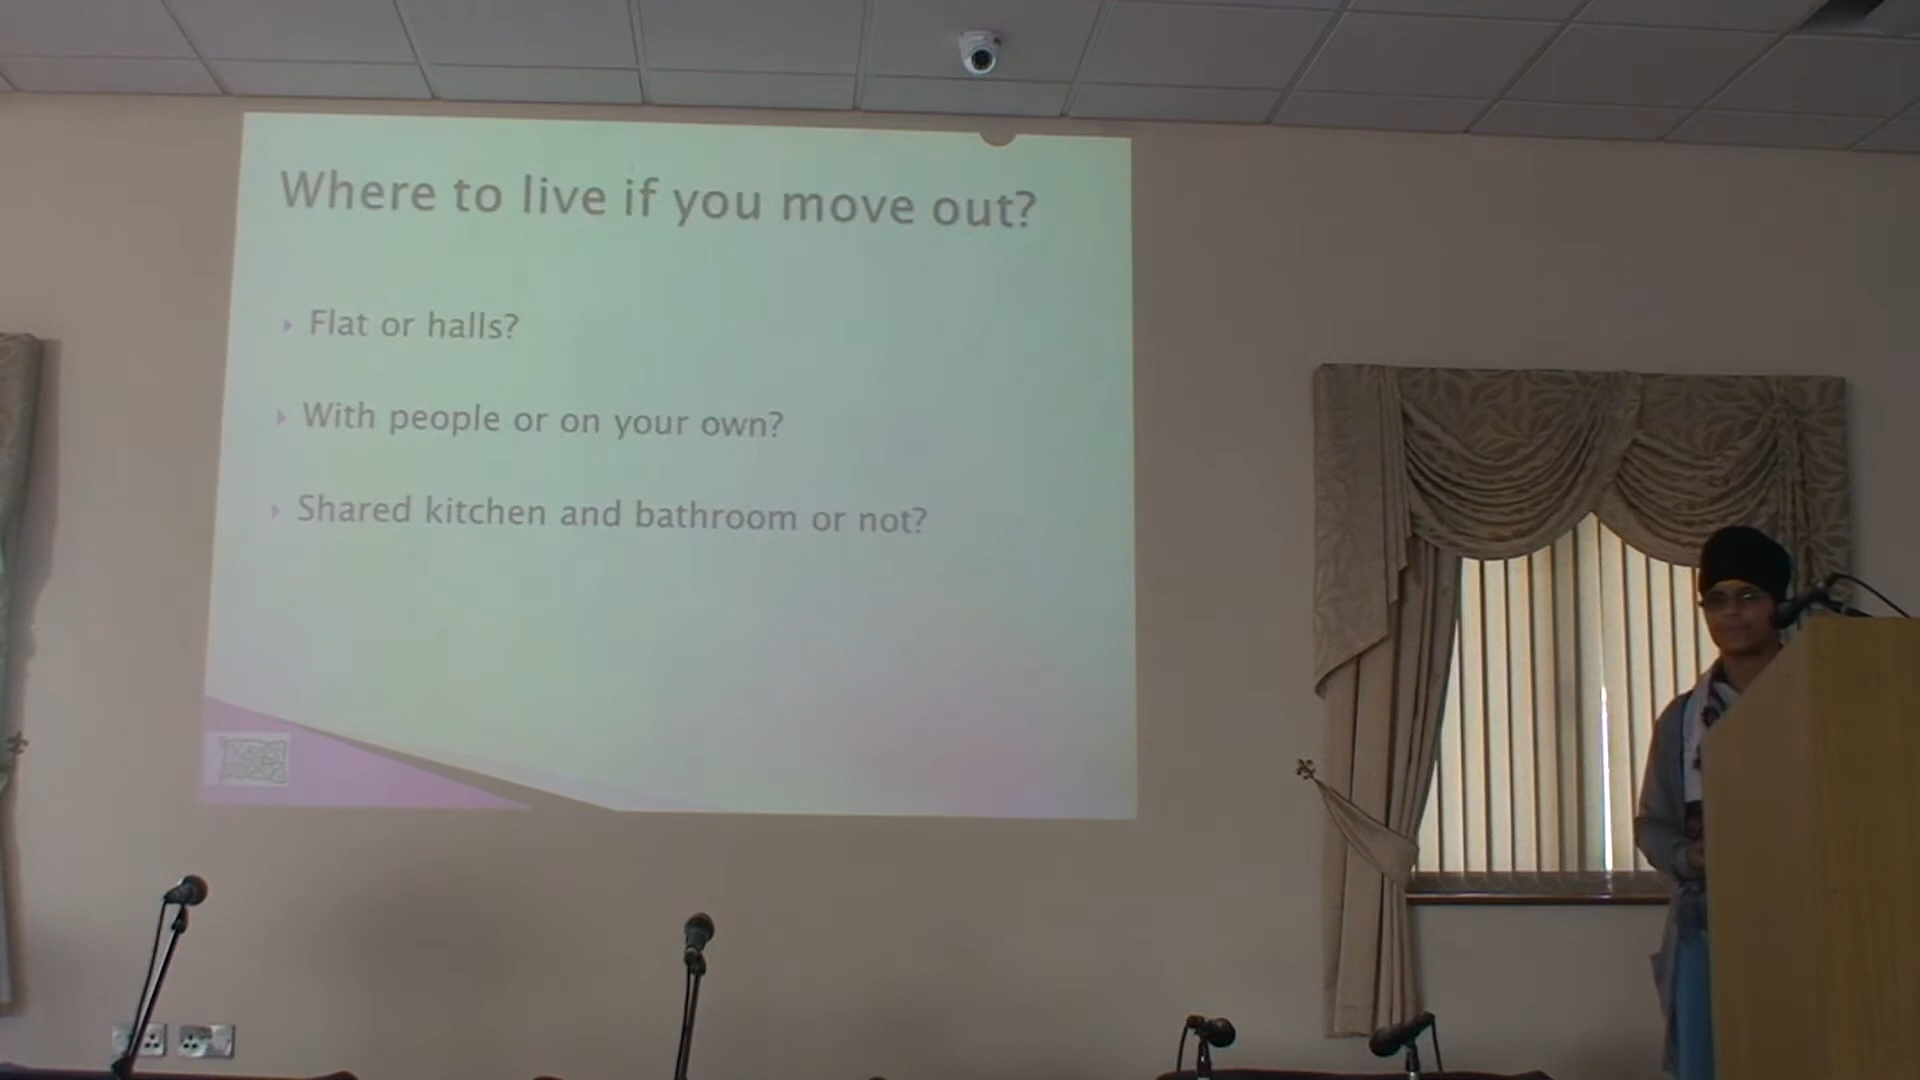 Where to live if you move out?
Flat or halls?
With people or on your own?
Shared kitchen and bathroom or not?